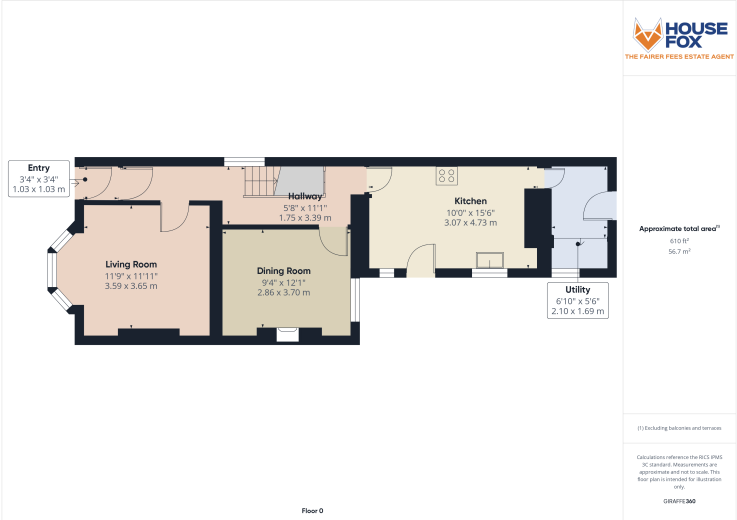 HOUSE
FOX
THE FAIRER FEES ESTATE AGENT
Entry
3'4" x 3'4"
1.03 x 1.03 m
Hallway
5'8" x 11'1"
1.75 x 3.39 m
Kitchen
10'0" x 15'6"
3.07 x 4.73 m
Living Room
11'9" x 11'11"
3.59 x 3.65 m
Dining Room
9'4" x 12'1"
2.86 x 3.70 m
Utility
6'10" x 5'6"
2.10 x 1.69 m
Approximate total area⁽¹⁾
610 ft²
56.7 m²
(1) Excluding balconies and terraces
Calculations reference the RICS IPMS
3C standard. Measurements are
approximate and not to scale. This
floor plan is intended for illustration
only.
GIRAFFE360
Floor 0